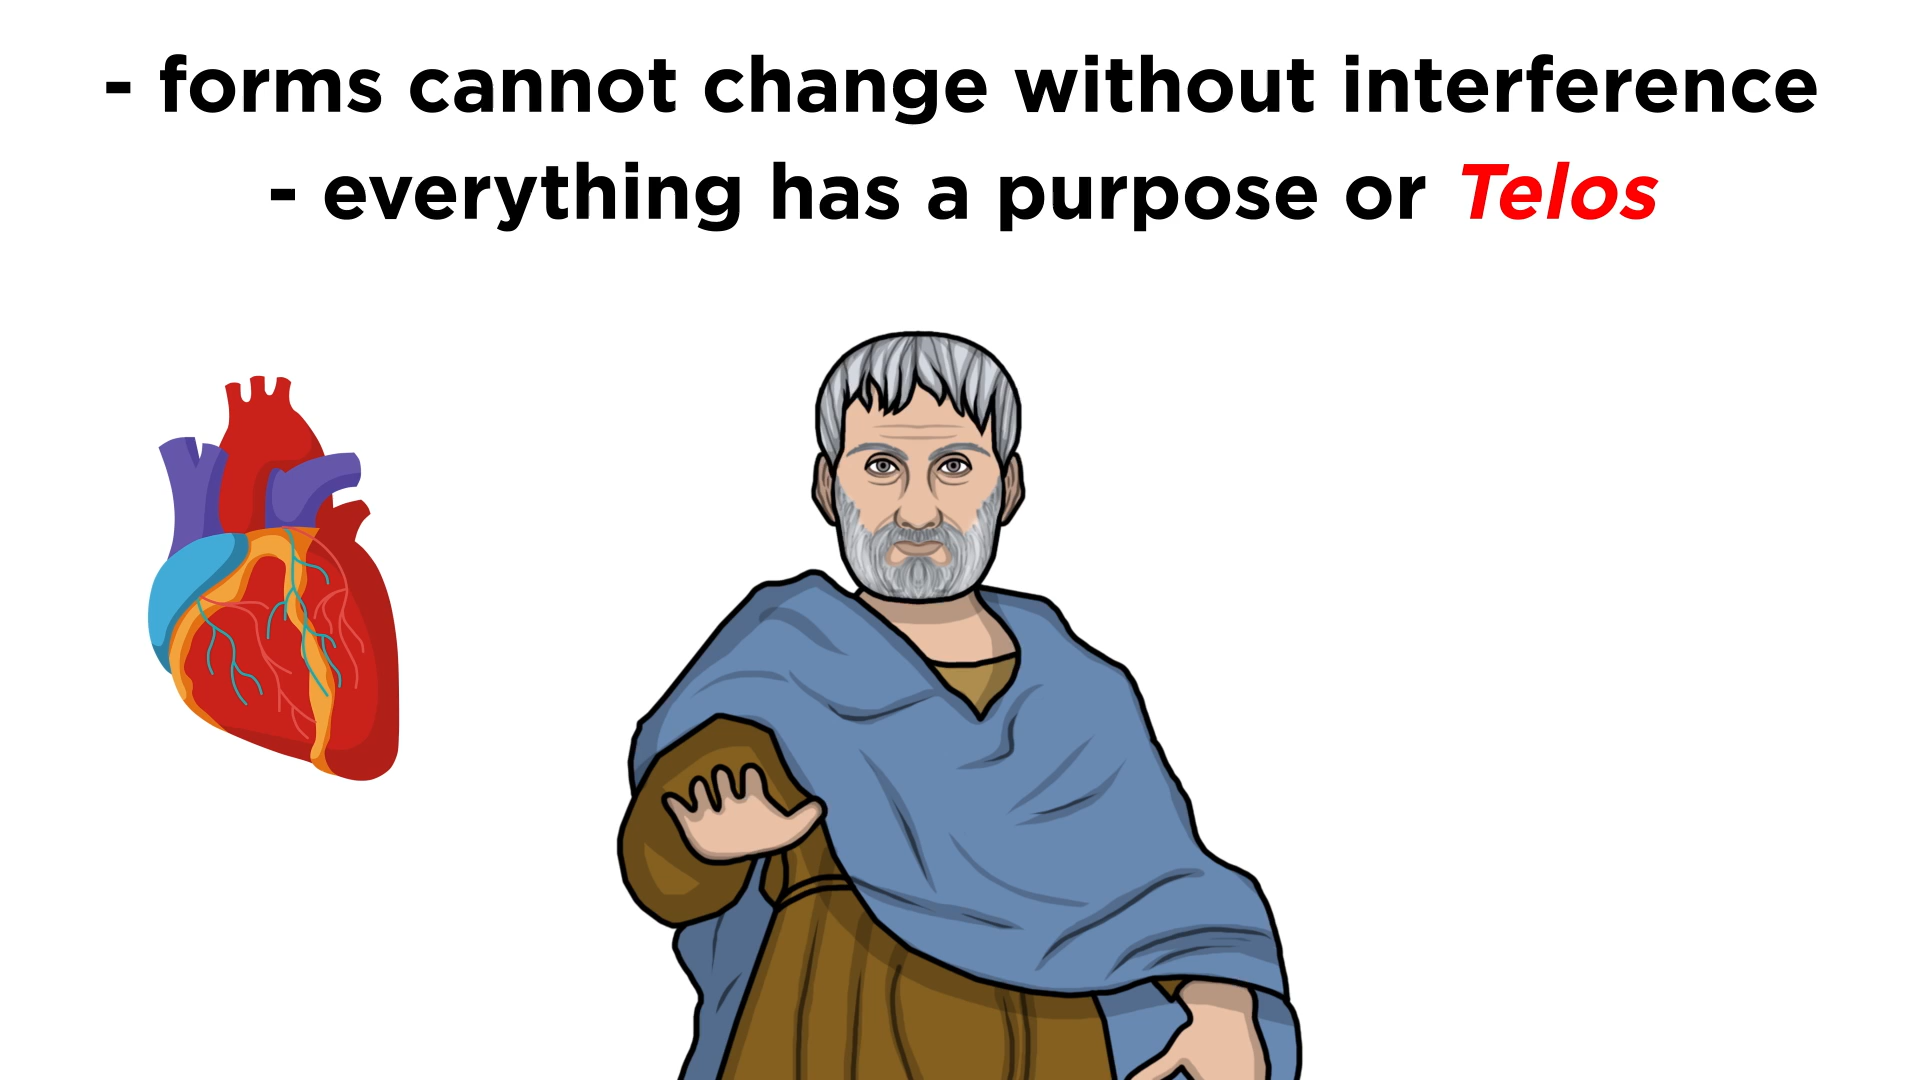 - forms cannot change without interference
- everything has a purpose or Telos